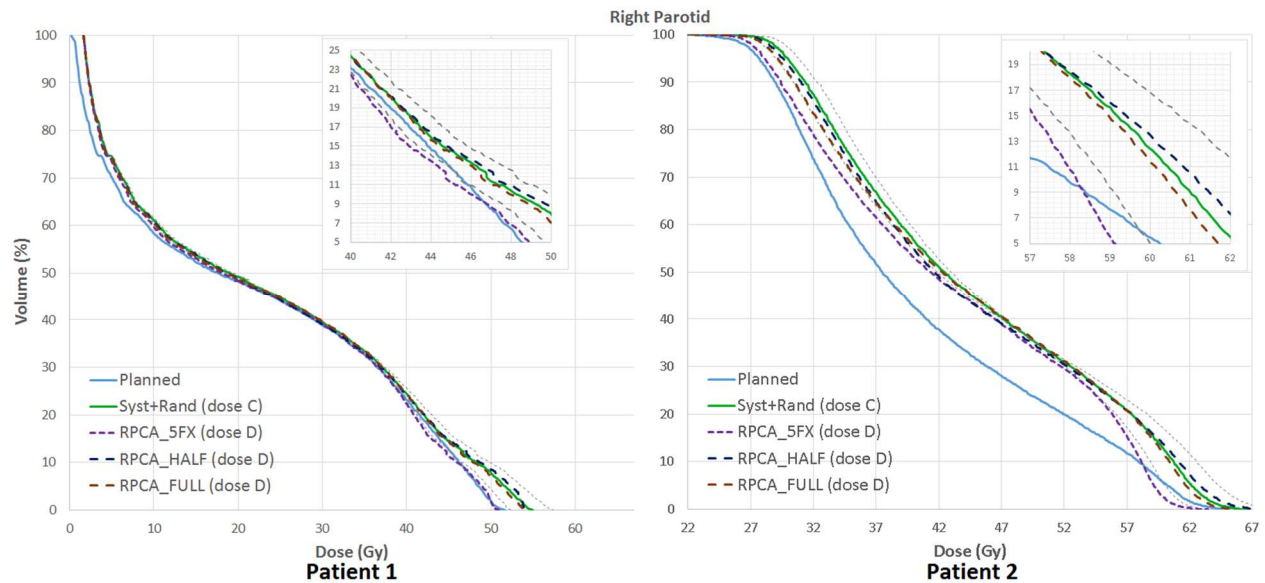 Right Parotid
Volume (%)
100
90
80
70
60
50
40
30
20
10
0
0 10 20 30 40 50 60
Dose (Gy)
Patient 1
Planned
Syst+Rand (dose C)
RPCA_5FX (dose D)
RPCA_HALF (dose D)
RPCA_FULL (dose D)
25
23
21
19
17
15
13
11
9
7
5
40 42 44 46 48 50
100
90
80
70
60
50
40
30
20
10
0
22 27 32 37 42 47 52 57 62 67
Dose (Gy)
Patient 2
Planned
Syst+Rand (dose C)
RPCA_5FX (dose D)
RPCA_HALF (dose D)
RPCA_FULL (dose D)
19
17
15
13
11
9
7
5
57 58 59 60 61 62